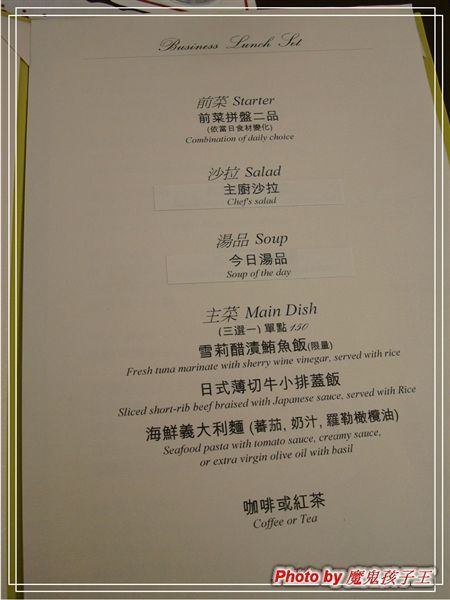 Business Lunch Set
前菜 Starter
前菜拼盤二品
(依當日食材變化)
Combination of daily choice
沙拉 Salad
主廚沙拉
Chef's salad
湯品 Soup
今日湯品
Soup of the day
主菜 Main Dish
(三選一) 單點 150
雪莉醋漬鮪魚飯(限量)
Fresh tuna marinate with sherry wine vinegar, served with rice
日式薄切牛小排蓋飯
Sliced short-rib beef braised with Japanese sauce, served with Rice
海鮮義大利麵 (蕃茄, 奶汁, 羅勒橄欖油)
Seafood pasta with tomato sauce, creamy sauce,
or extra virgin olive oil with basil
咖啡或紅茶
Coffee or Tea
Photo by 魔鬼孩子王